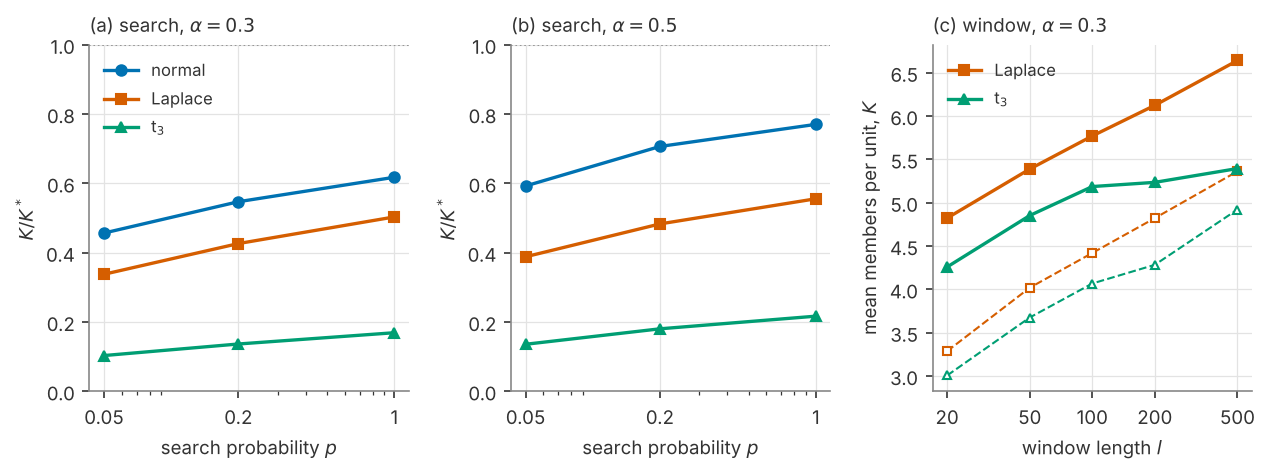 (a) search, α = 0.3
K/K*
1.0
0.8
0.6
0.4
0.2
0.0
normal
Laplace
t₃
0.05
0.2
1
search probability p
(b) search, α = 0.5
K/K*
1.0
0.8
0.6
0.4
0.2
0.0
0.05
0.2
1
search probability p
(c) window, α = 0.3
mean members per unit, K
6.5
6.0
5.5
5.0
4.5
4.0
3.5
3.0
Laplace
t₃
20
50
100
200
500
window length l